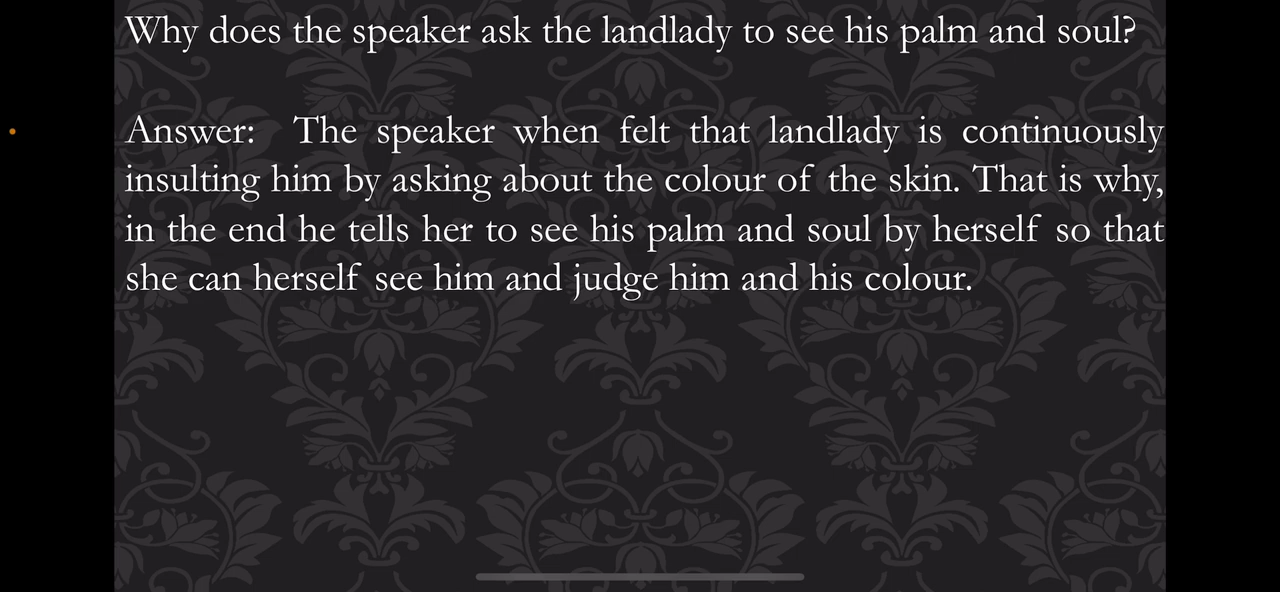 Why does the speaker ask the landlady to see his palm and soul?
Answer: The speaker when felt that landlady is continuously
insulting him by asking about the colour of the skin. That is why,
in the end he tells her to see his palm and soul by herself so that
she can herself see him and judge him and his colour.